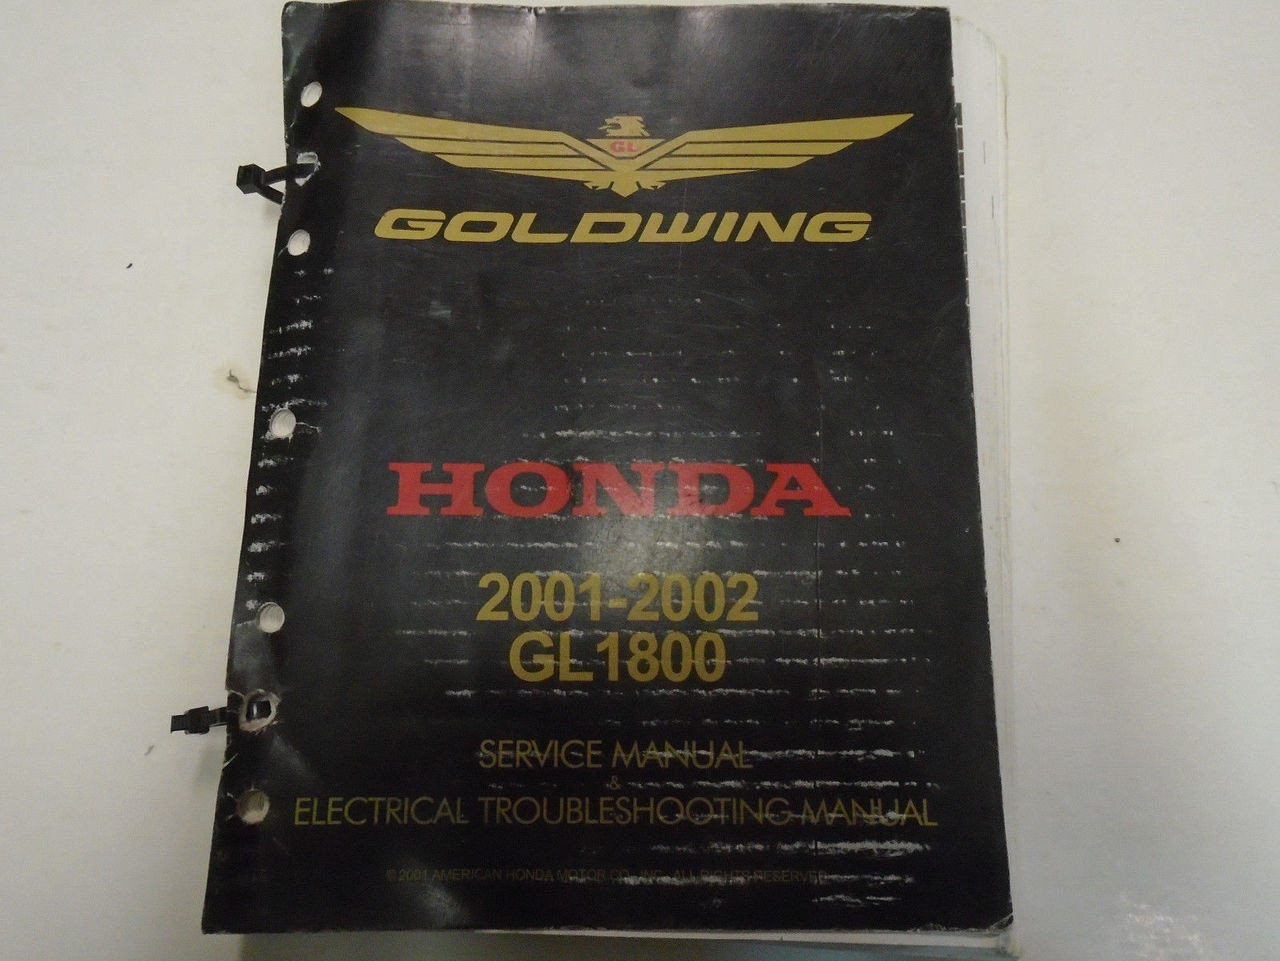 GL
GOLDWING
HONDA
2001-2002
GL1800
SERVICE MANUAL
&
ELECTRICAL TROUBLESHOOTING MANUAL
© 2001 AMERICAN HONDA MOTOR CO., INC. ALL RIGHTS RESERVED